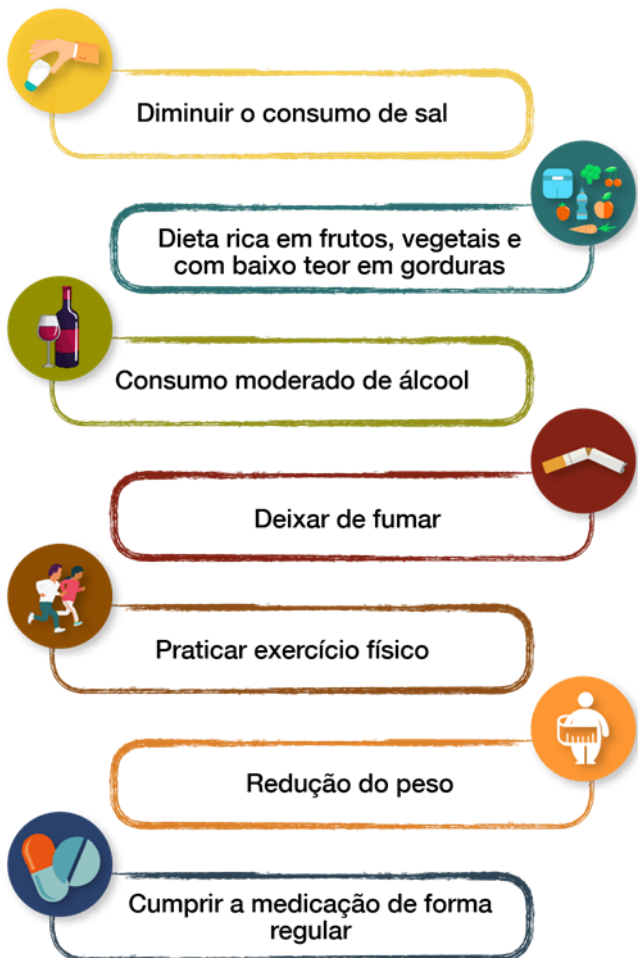 Diminuir o consumo de sal
Dieta rica em frutos, vegetais e
com baixo teor em gorduras
Consumo moderado de álcool
Deixar de fumar
Praticar exercício físico
Redução do peso
Cumprir a medicação de forma
regular